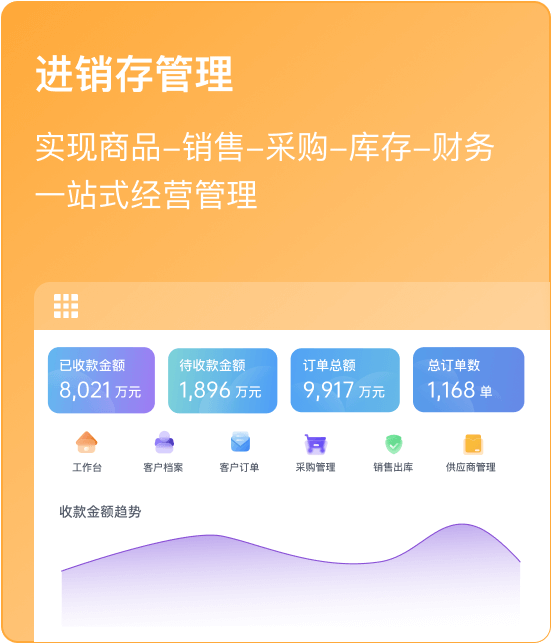 进销存管理
实现商品–销售–采购–库存–财务
一站式经营管理
已收款金额 待收款金额 订单总额 总订单数
8,021 万元 1,896 万元 9,917 万元 1,168 单
工作台 客户档案 客户订单 采购管理 销售出库 供应商管理
收款金额趋势